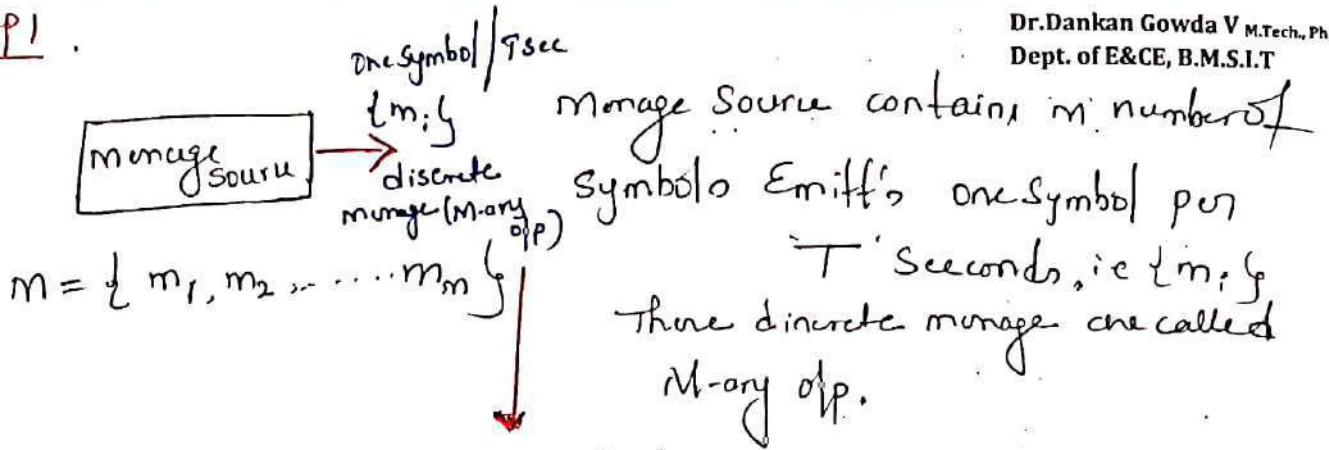 P1.
Dr.Dankan Gowda V M.Tech., Ph
Dept. of E&CE, B.M.S.I.T
one symbol/Tsec
{mi}
discrete
message (M-ary o/p)
message source
m = { m1, m2, ..... mm }
message source contains 'm' number of
symbols Emitt's one symbol per
'T' Seconds, ie {mi}
These discrete message are called
M-ary o/p.